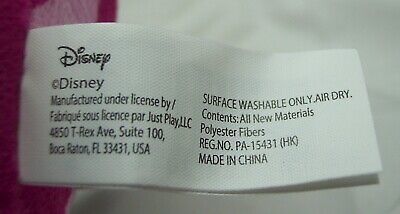 Disney
©Disney
Manufactured under license by/
Fabriqué sous licence par Just Play,LLC
4850 T-Rex Ave, Suite 100,
Boca Raton, FL 33431, USA
SURFACE WASHABLE ONLY.AIR DRY.
Contents:All New Materials
Polyester Fibers
REG.NO. PA-15431 (HK)
MADE IN CHINA